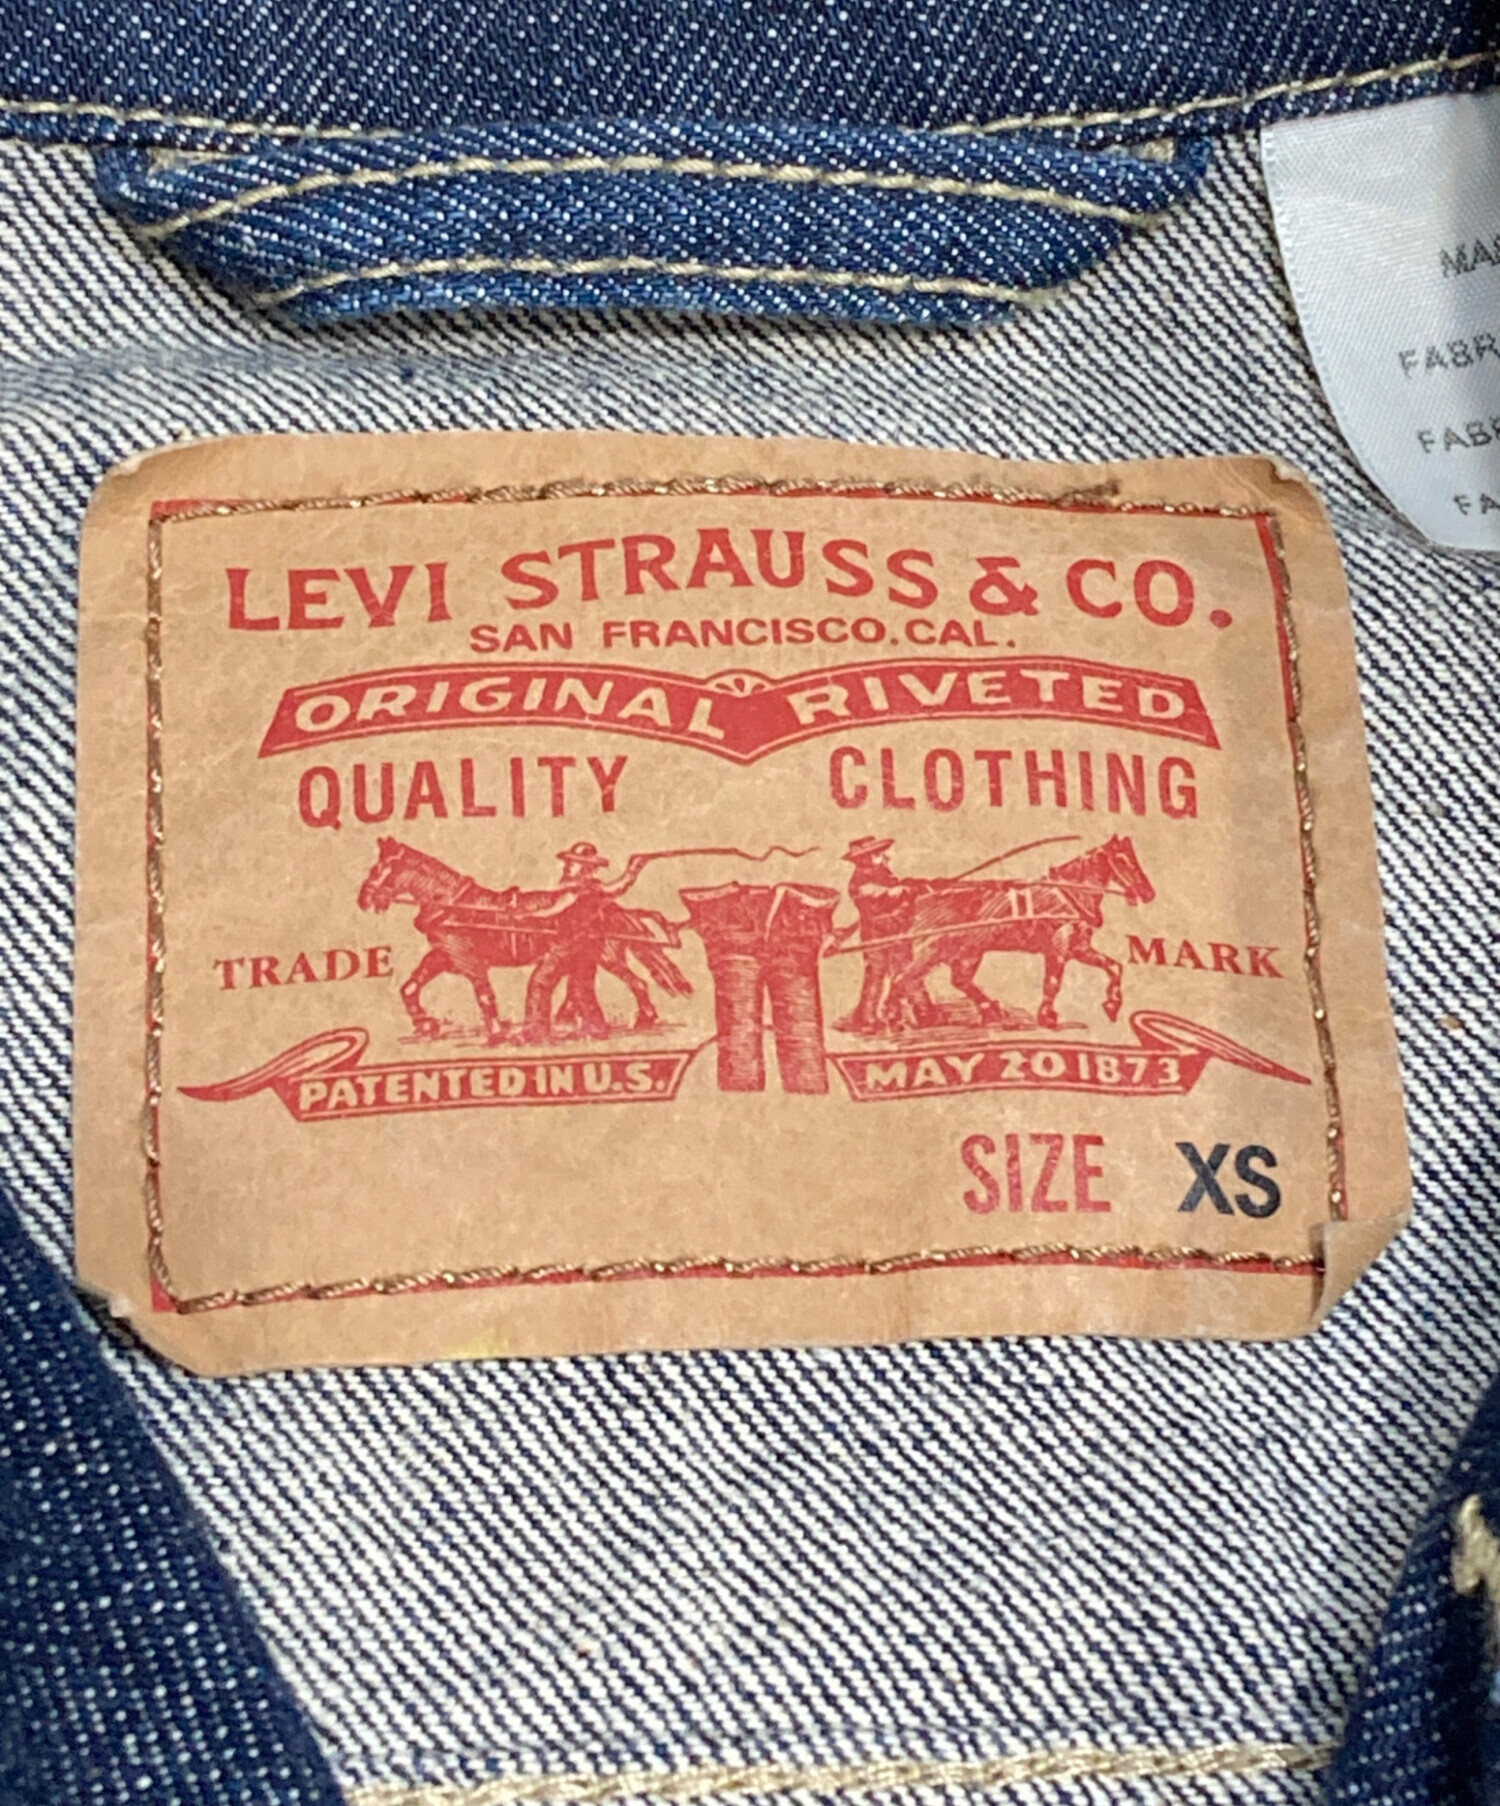 LEVI STRAUSS & CO.
SAN FRANCISCO.CAL.
ORIGINAL RIVETED
QUALITY CLOTHING
TRADE MARK
PATENTED IN U.S. MAY 20 1873
SIZE XS